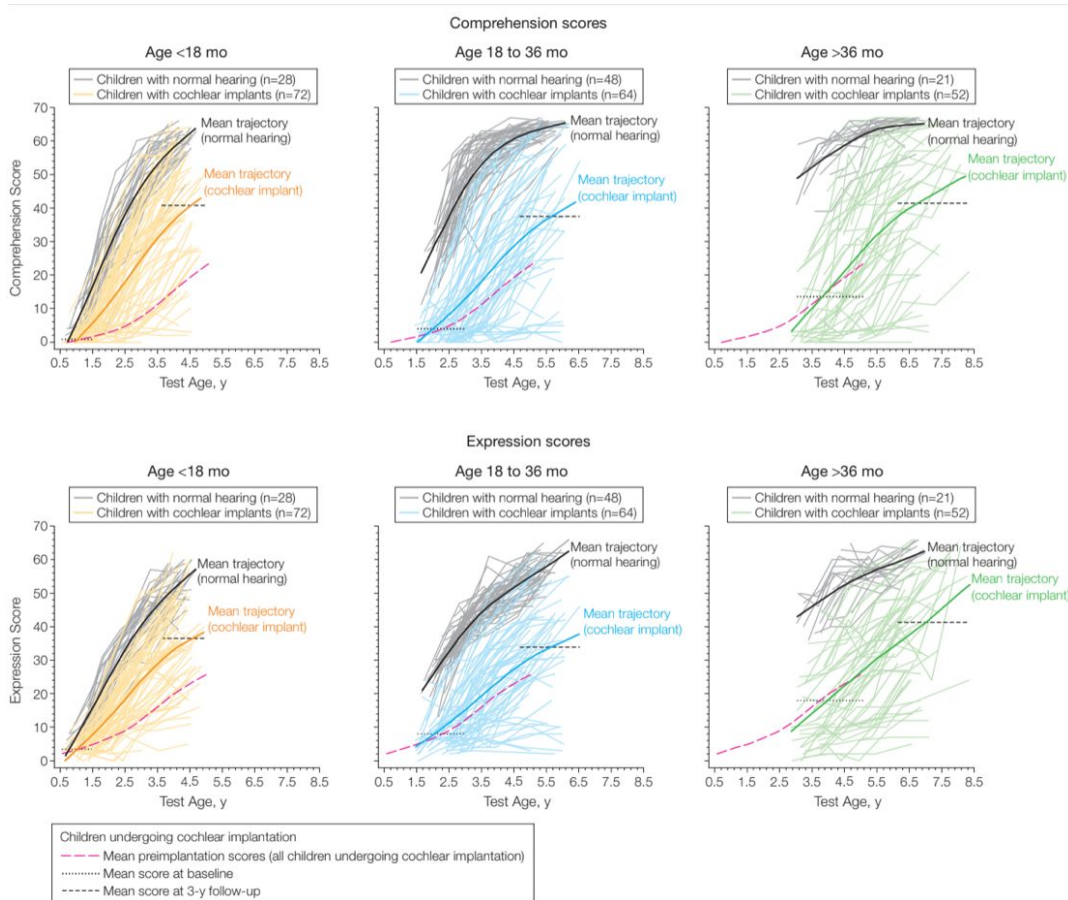 Comprehension scores
Age <18 mo
Age 18 to 36 mo
Age >36 mo
Children with normal hearing (n=28)
Children with cochlear implants (n=72)
Children with normal hearing (n=48)
Children with cochlear implants (n=64)
Children with normal hearing (n=21)
Children with cochlear implants (n=52)
Comprehension Score
70
60
50
40
30
20
10
0
Mean trajectory
(normal hearing)
Mean trajectory
(cochlear implant)
Mean trajectory
(normal hearing)
Mean trajectory
(cochlear implant)
Mean trajectory
(normal hearing)
Mean trajectory
(cochlear implant)
0.5 1.5 2.5 3.5 4.5 5.5 6.5 7.5 8.5
0.5 1.5 2.5 3.5 4.5 5.5 6.5 7.5 8.5
0.5 1.5 2.5 3.5 4.5 5.5 6.5 7.5 8.5
Test Age, y
Test Age, y
Test Age, y
Expression scores
Age <18 mo
Age 18 to 36 mo
Age >36 mo
Children with normal hearing (n=28)
Children with cochlear implants (n=72)
Children with normal hearing (n=48)
Children with cochlear implants (n=64)
Children with normal hearing (n=21)
Children with cochlear implants (n=52)
Expression Score
70
60
50
40
30
20
10
0
Mean trajectory
(normal hearing)
Mean trajectory
(cochlear implant)
Mean trajectory
(normal hearing)
Mean trajectory
(cochlear implant)
Mean trajectory
(normal hearing)
Mean trajectory
(cochlear implant)
0.5 1.5 2.5 3.5 4.5 5.5 6.5 7.5 8.5
0.5 1.5 2.5 3.5 4.5 5.5 6.5 7.5 8.5
0.5 1.5 2.5 3.5 4.5 5.5 6.5 7.5 8.5
Test Age, y
Test Age, y
Test Age, y
Children undergoing cochlear implantation
Mean preimplantation scores (all children undergoing cochlear implantation)
Mean score at baseline
Mean score at 3-y follow-up